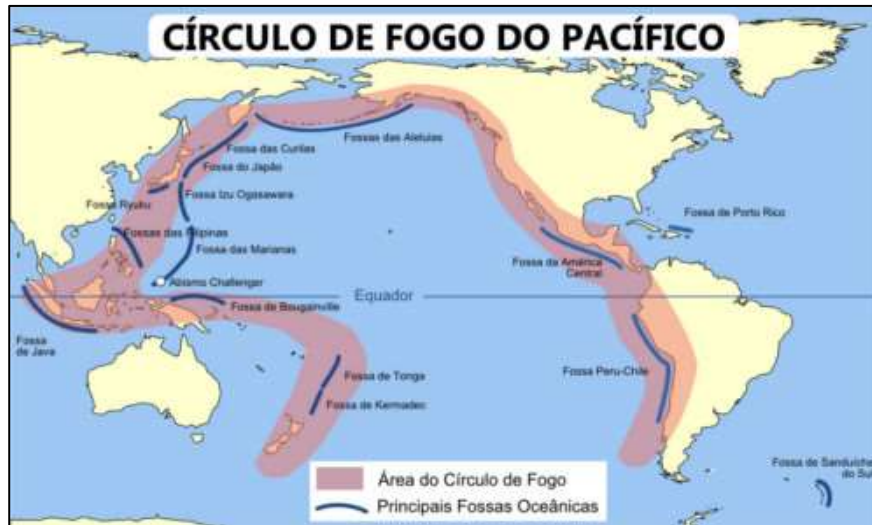 CÍRCULO DE FOGO DO PACÍFICO
Fossas das Aleutas
Fossa das Curilas
Fossa do Japão
Fossa Izu Ogasawara
Fossa Ryuku
Fossas das Filipinas
Fossa das Marianas
Fossa de Porto Rico
Fossa da América
Central
Abismo Challenger
Equador
Fossa de Bougainville
Fossa
de Java
Fossa de Tonga
Fossa Peru-Chile
Fossa de Kermadec
Fossa de Sanduíche
do Sul
Área do Círculo de Fogo
Principais Fossas Oceânicas